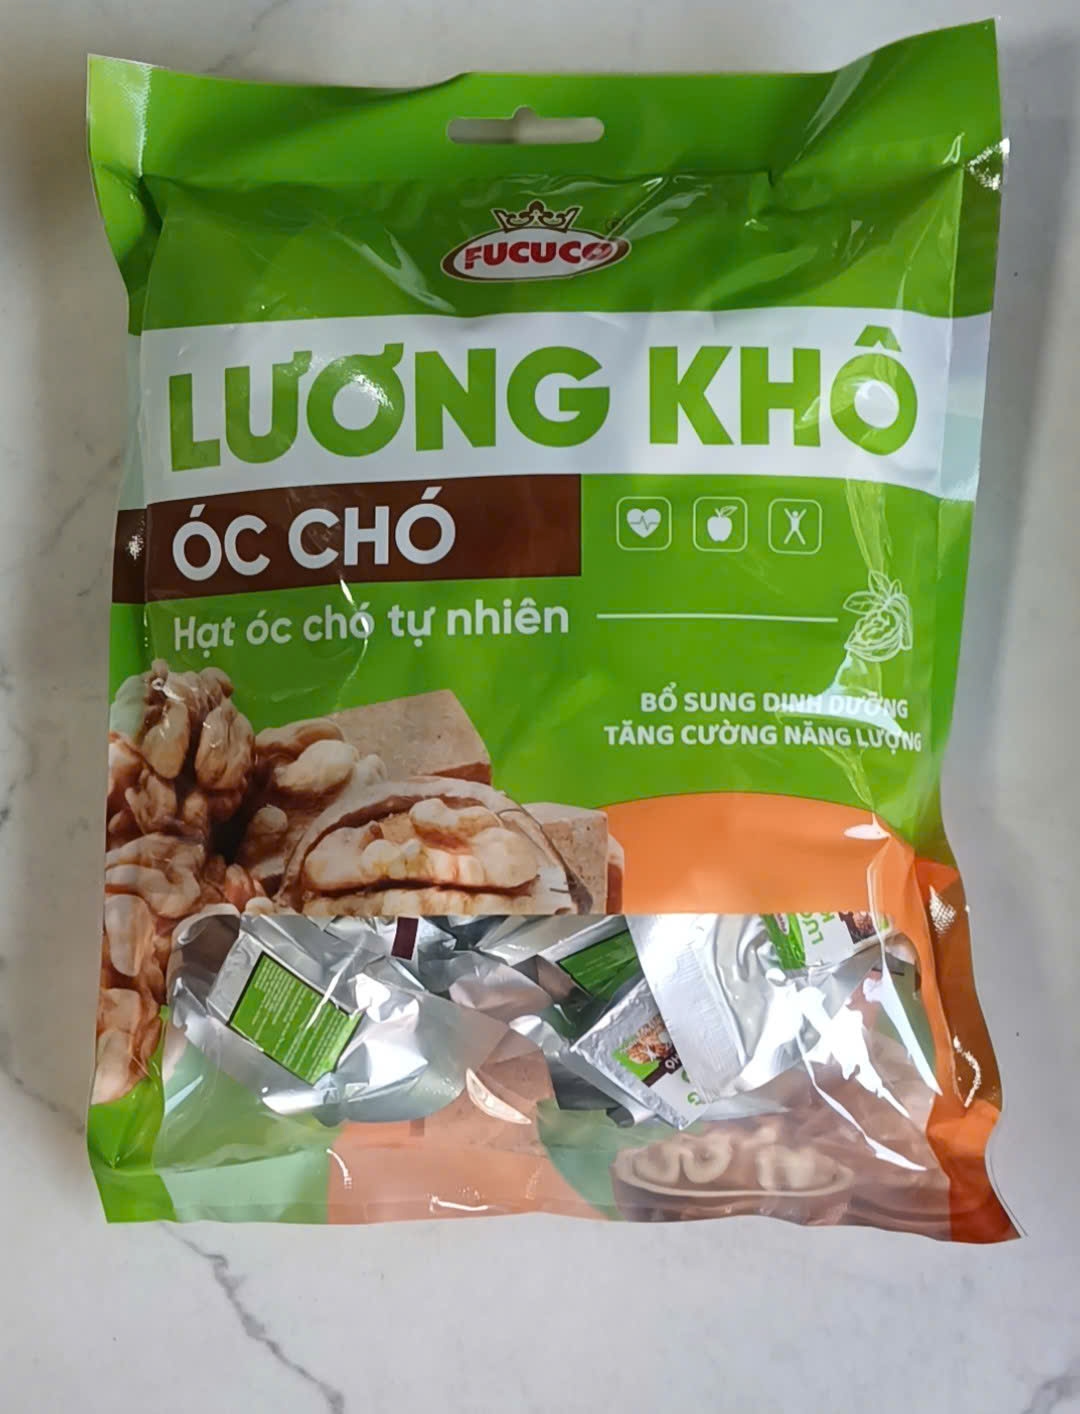 FUCUCO
LƯƠNG KHÔ
ÓC CHÓ
Hạt óc chó tự nhiên
BỔ SUNG DINH DƯỠNG
TĂNG CƯỜNG NĂNG LƯỢNG